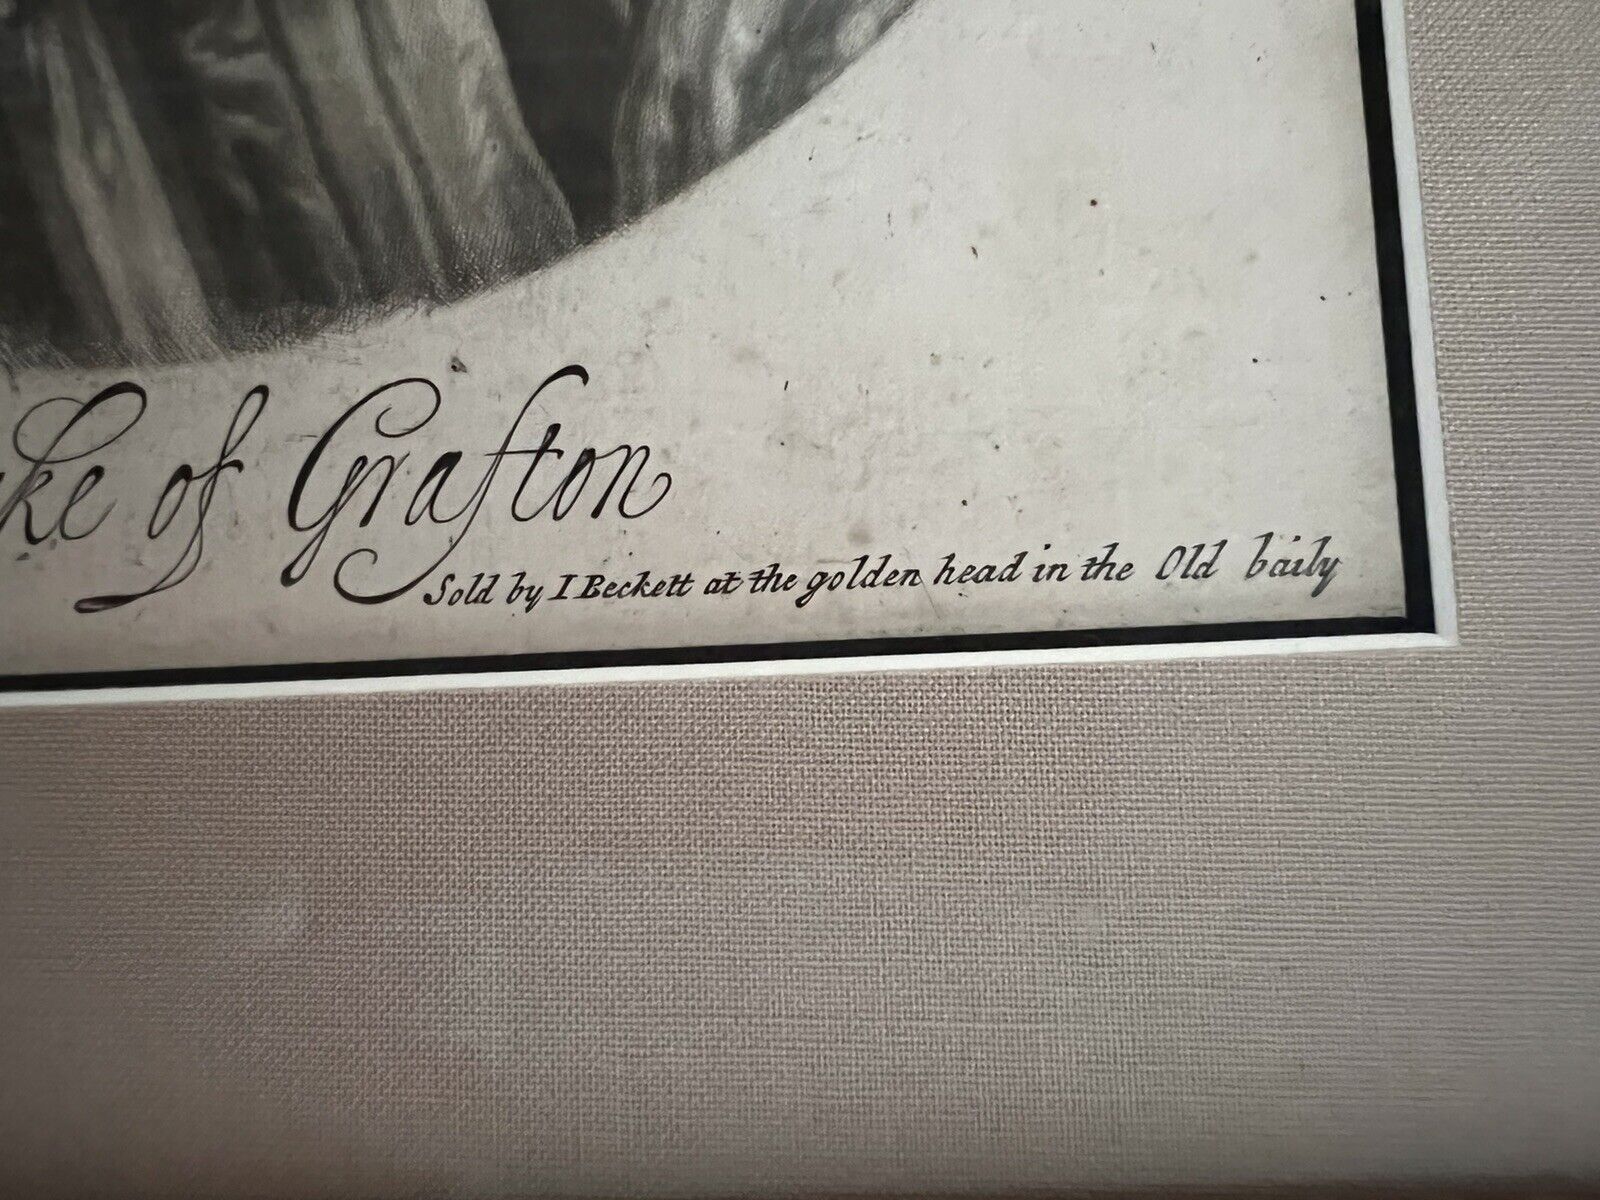 ke of Grafton
Sold by I Beckett at the golden head in the Old baily